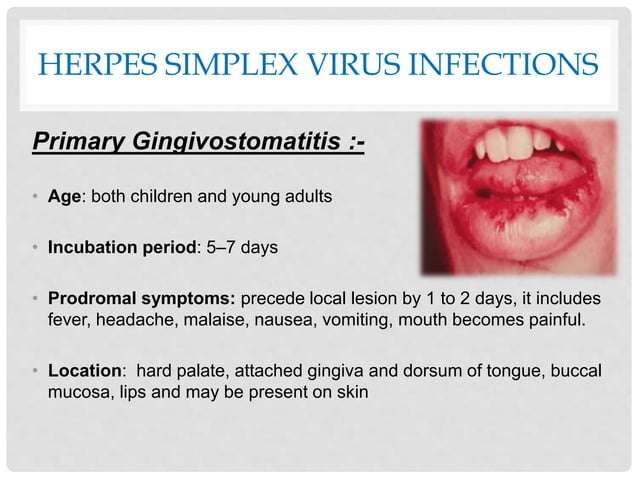 HERPES SIMPLEX VIRUS INFECTIONS
Primary Gingivostomatitis :-
• Age: both children and young adults
• Incubation period: 5–7 days
• Prodromal symptoms: precede local lesion by 1 to 2 days, it includes
fever, headache, malaise, nausea, vomiting, mouth becomes painful.
• Location:  hard palate, attached gingiva and dorsum of tongue, buccal
mucosa, lips and may be present on skin